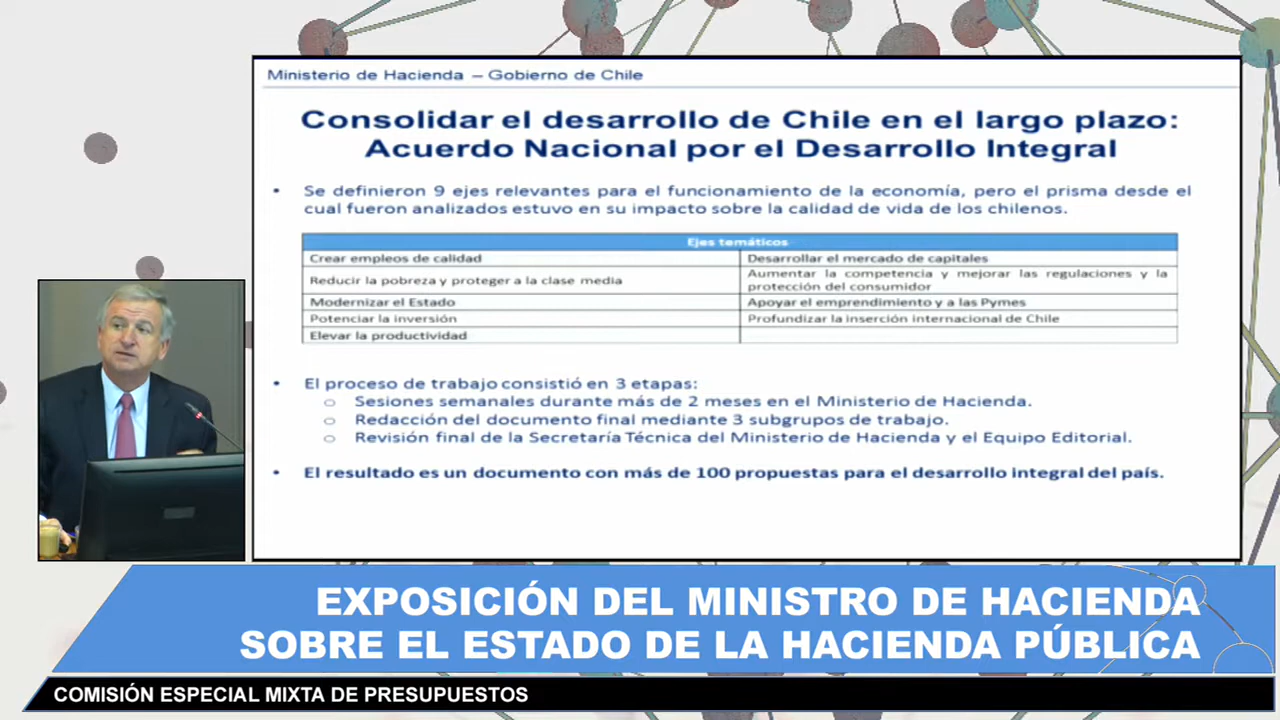 Ministerio de Hacienda – Gobierno de Chile
Consolidar el desarrollo de Chile en el largo plazo:
Acuerdo Nacional por el Desarrollo Integral
• Se definieron 9 ejes relevantes para el funcionamiento de la economía, pero el prisma desde el
cual fueron analizados estuvo en su impacto sobre la calidad de vida de los chilenos.
Ejes temáticos
Crear empleos de calidad
Desarrollar el mercado de capitales
Reducir la pobreza y proteger a la clase media
Aumentar la competencia y mejorar las regulaciones y la
protección del consumidor
Modernizar el Estado
Apoyar el emprendimiento y a las Pymes
Potenciar la inversión
Profundizar la inserción internacional de Chile
Elevar la productividad
• El proceso de trabajo consistió en 3 etapas:
o Sesiones semanales durante más de 2 meses en el Ministerio de Hacienda.
o Redacción del documento final mediante 3 subgrupos de trabajo.
o Revisión final de la Secretaría Técnica del Ministerio de Hacienda y el Equipo Editorial.
• El resultado es un documento con más de 100 propuestas para el desarrollo integral del país.
EXPOSICIÓN DEL MINISTRO DE HACIENDA
SOBRE EL ESTADO DE LA HACIENDA PÚBLICA
COMISIÓN ESPECIAL MIXTA DE PRESUPUESTOS